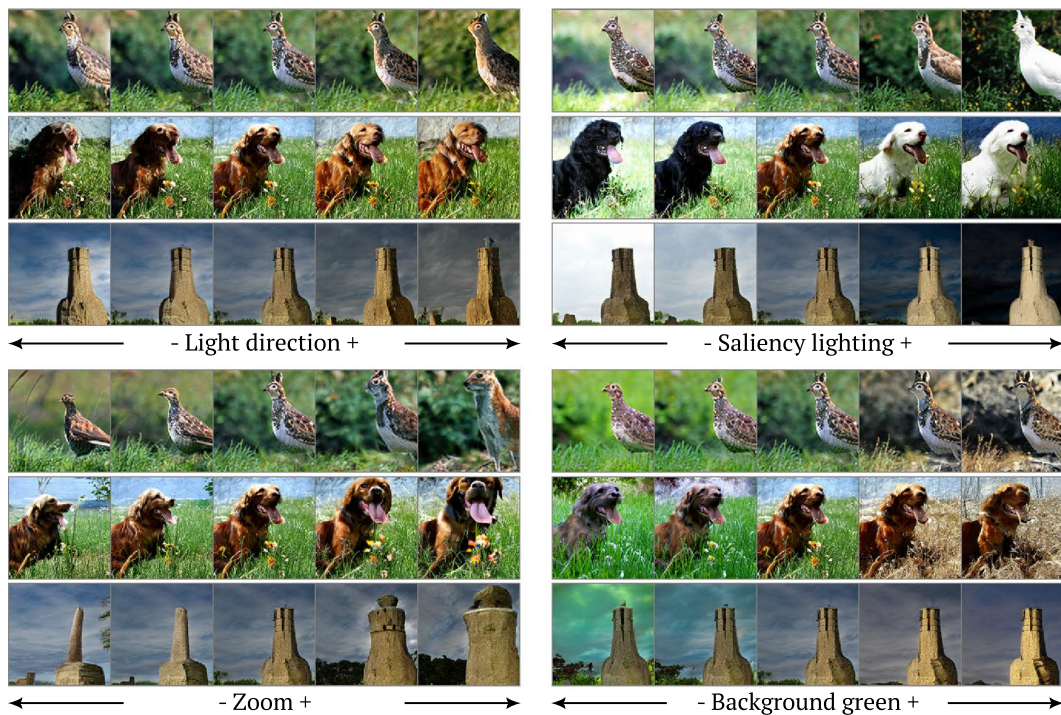 - Light direction +
- Saliency lighting +
- Zoom +
- Background green +